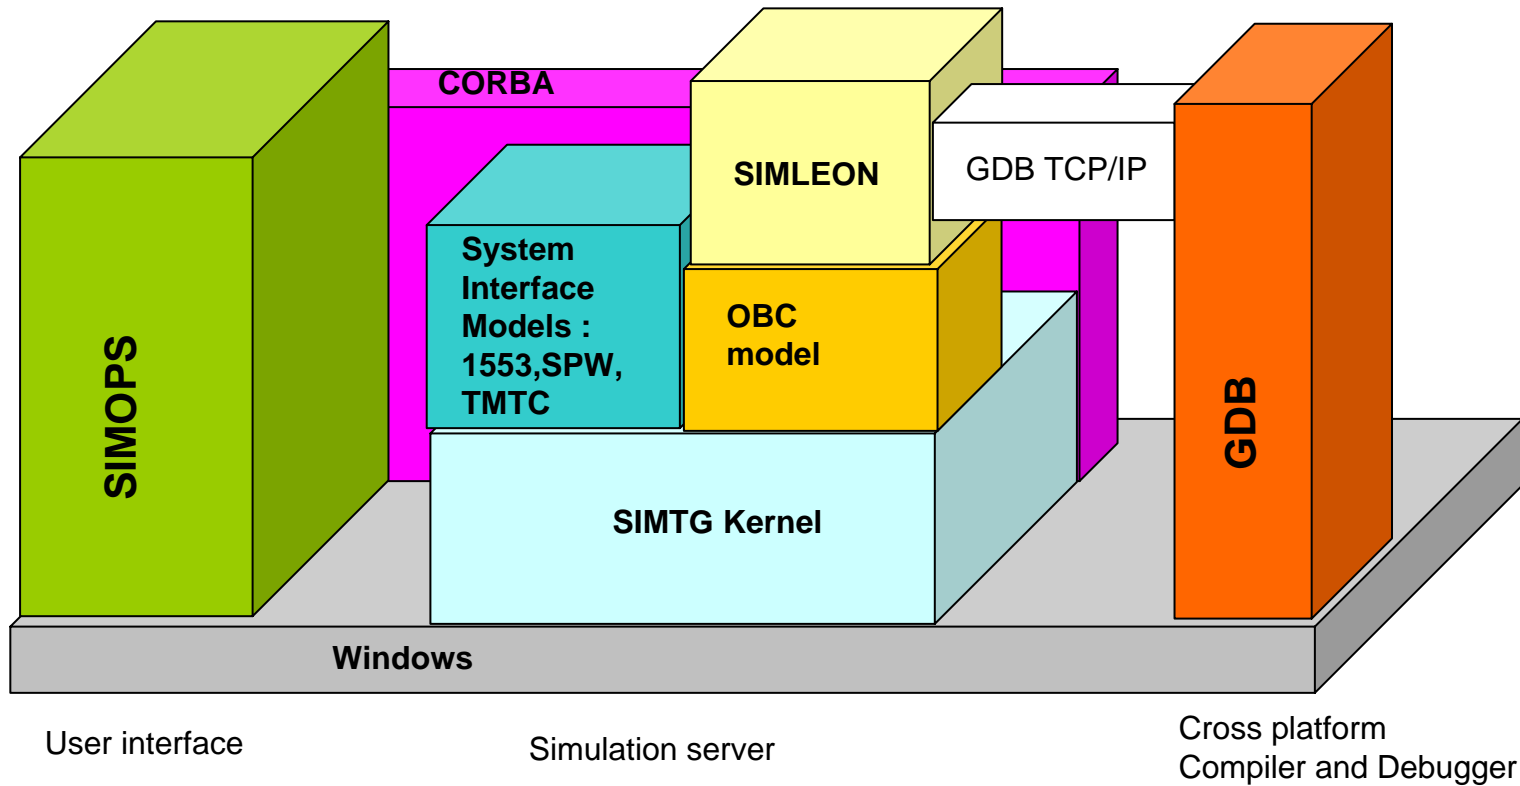 CORBA
SIMLEON
GDB TCP/IP
System
Interface
Models :
1553,SPW,
TMTC
OBC
model
SIMOPS
GDB
SIMTG Kernel
Windows
User interface
Simulation server
Cross platform
Compiler and Debugger